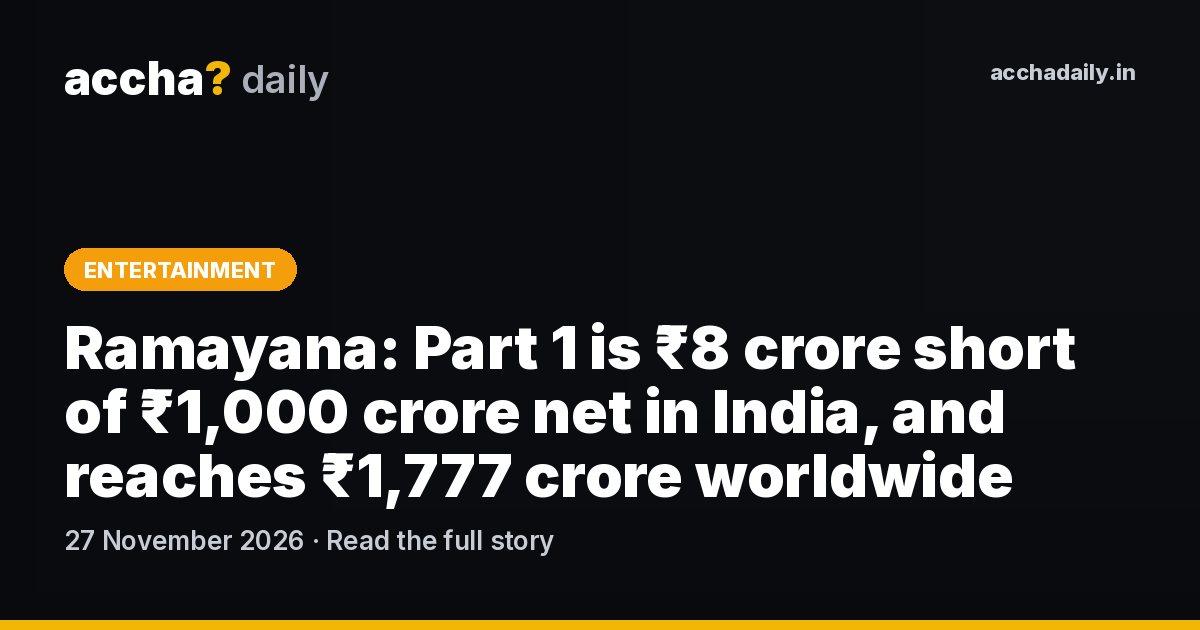 accha? daily
acchadaily.in
ENTERTAINMENT
Ramayana: Part 1 is ₹8 crore short
of ₹1,000 crore net in India, and
reaches ₹1,777 crore worldwide
27 November 2026 · Read the full story